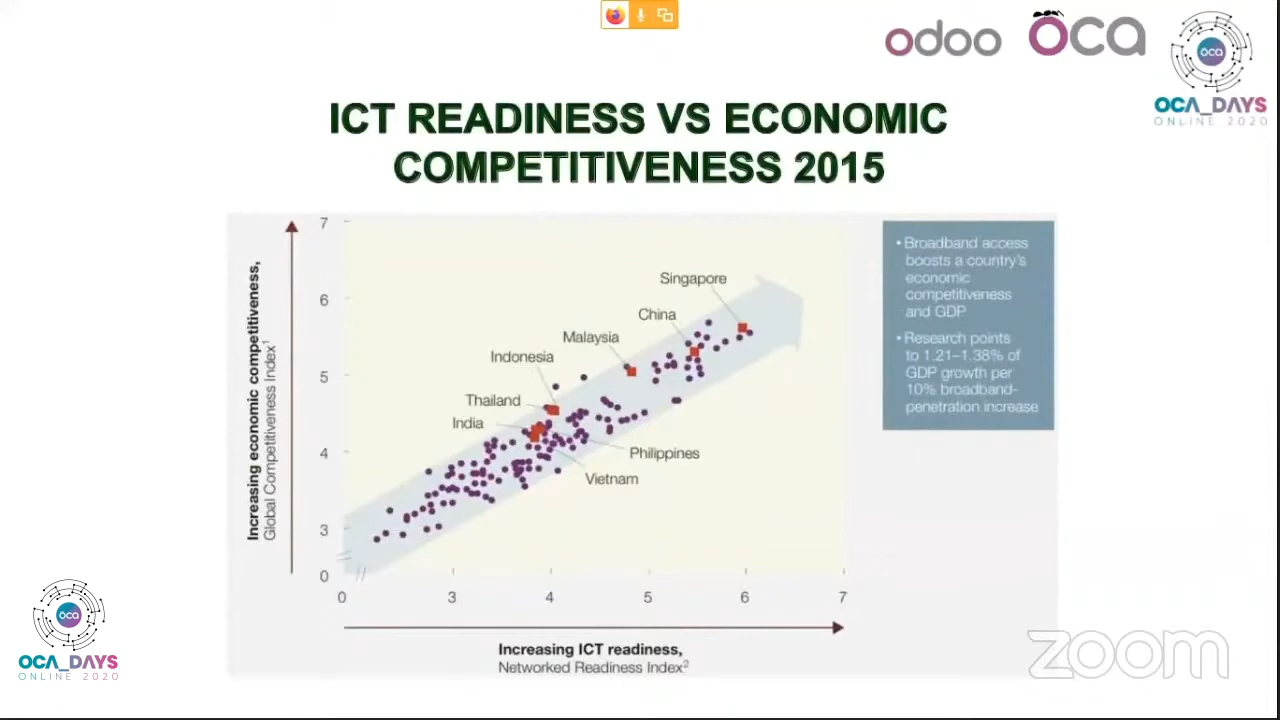 odoo
oca
oca
OCA_DAYS
ONLINE 2020
ICT READINESS VS ECONOMIC
COMPETITIVENESS 2015
Increasing economic competitiveness,
Global Competitiveness Index1
7
6
5
4
3
0
Singapore
China
Malaysia
Indonesia
Thailand
India
Philippines
Vietnam
0 3 4 5 6 7
Increasing ICT readiness,
Networked Readiness Index2
• Broadband access
boosts a country's
economic
competitiveness
and GDP
• Research points
to 1.21–1.38% of
GDP growth per
10% broadband-
penetration increase
oca
OCA_DAYS
ONLINE 2020
zoom